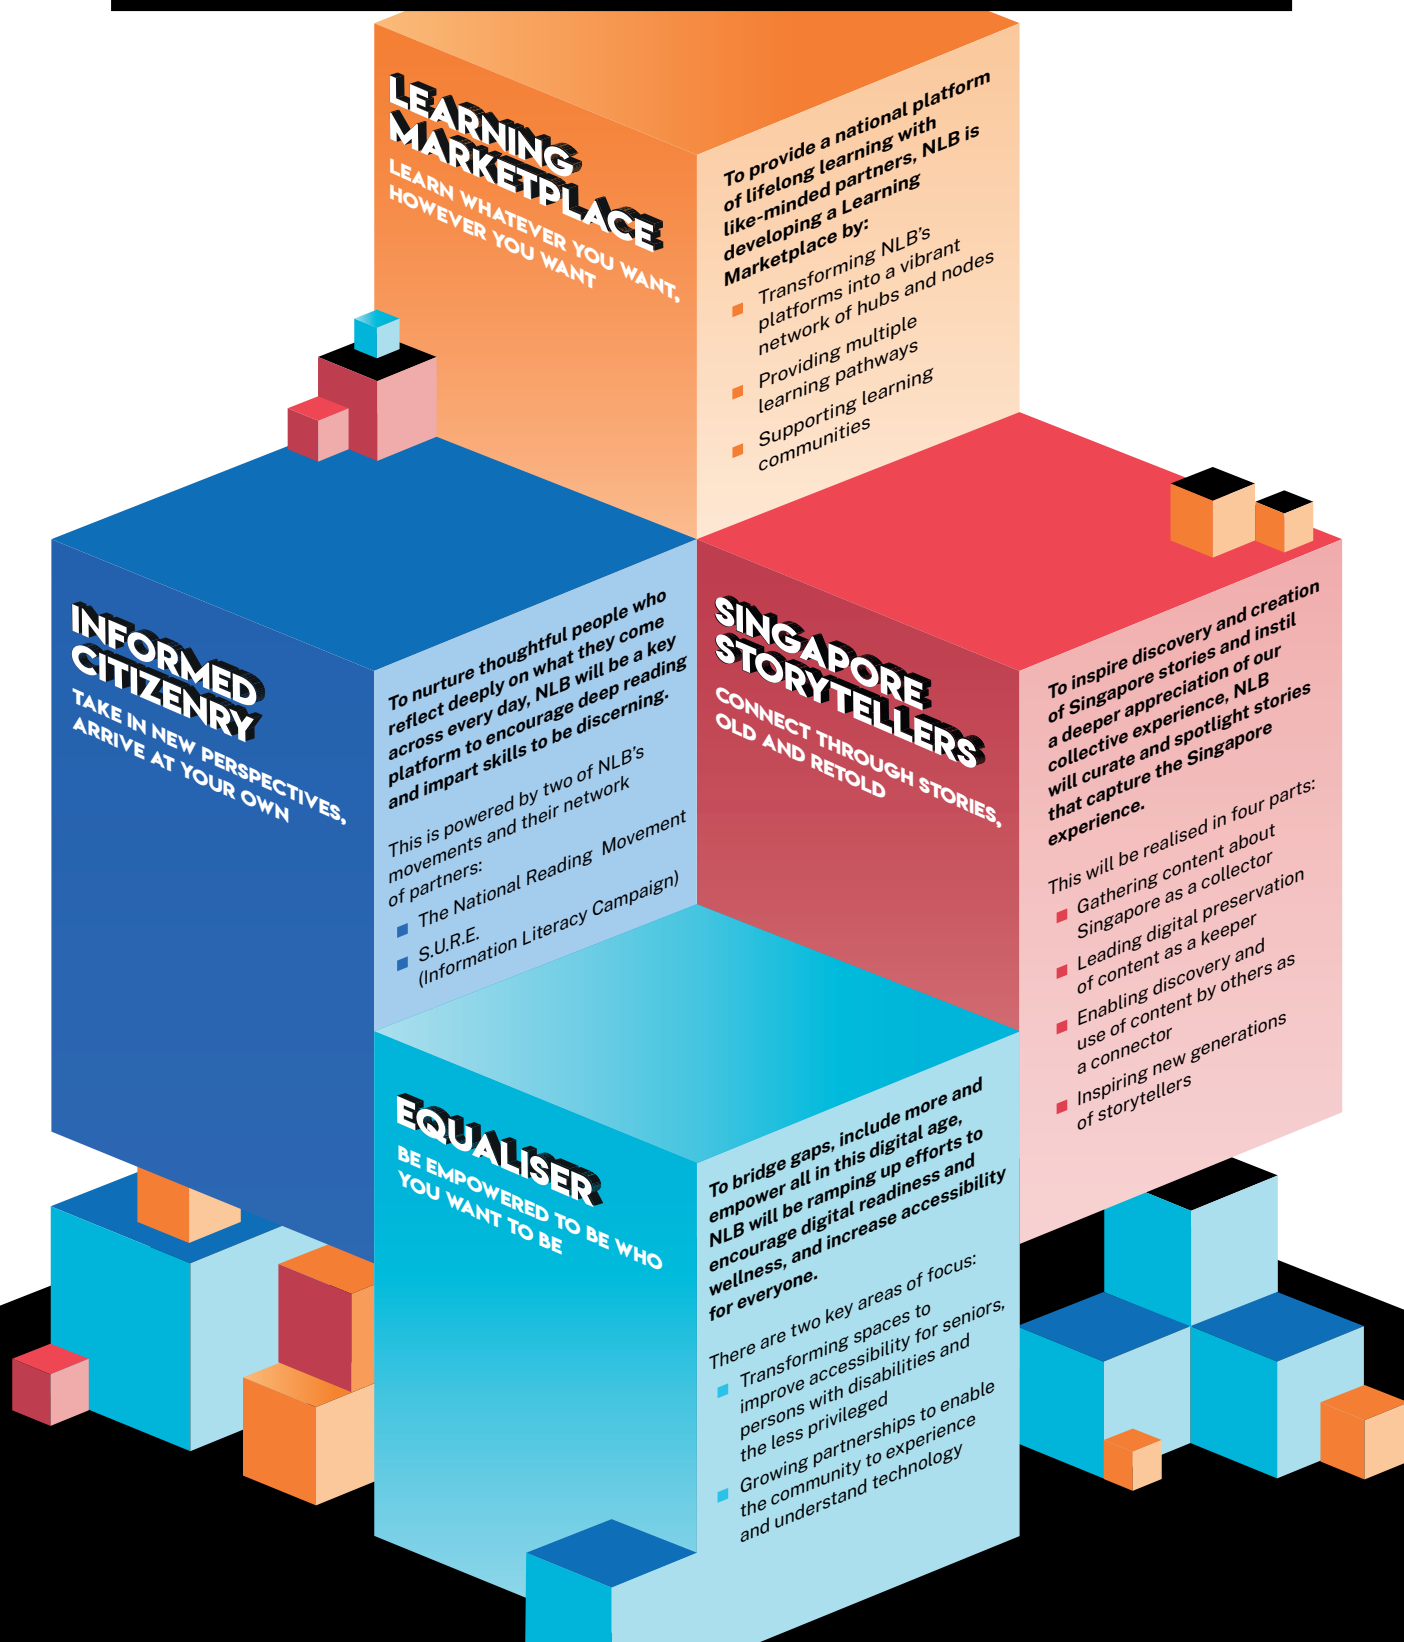 LEARNING
MARKETPLACE
LEARN WHATEVER YOU WANT,
HOWEVER YOU WANT
To provide a national platform
of lifelong learning with
like-minded partners, NLB is
developing a Learning
Marketplace by:
Transforming NLB's
platforms into a vibrant
network of hubs and nodes
Providing multiple
learning pathways
Supporting learning
communities
INFORMED
CITIZENRY
TAKE IN NEW PERSPECTIVES,
ARRIVE AT YOUR OWN
To nurture thoughtful people who
reflect deeply on what they come
across every day, NLB will be a key
platform to encourage deep reading
and impart skills to be discerning.
This is powered by two of NLB's
movements and their network
of partners:
The National Reading Movement
S.U.R.E.
(Information Literacy Campaign)
SINGAPORE
STORYTELLERS
CONNECT THROUGH STORIES,
OLD AND RETOLD
To inspire discovery and creation
of Singapore stories and instil
a deeper appreciation of our
collective experience, NLB
will curate and spotlight stories
that capture the Singapore
experience.
This will be realised in four parts:
Gathering content about
Singapore as a collector
Leading digital preservation
of content as a keeper
Enabling discovery and
use of content by others as
a connector
Inspiring new generations
of storytellers
EQUALISER
BE EMPOWERED TO BE WHO
YOU WANT TO BE
To bridge gaps, include more and
empower all in this digital age,
NLB will be ramping up efforts to
encourage digital readiness and
wellness, and increase accessibility
for everyone.
There are two key areas of focus:
Transforming spaces to
improve accessibility for seniors,
persons with disabilities and
the less privileged
Growing partnerships to enable
the community to experience
and understand technology